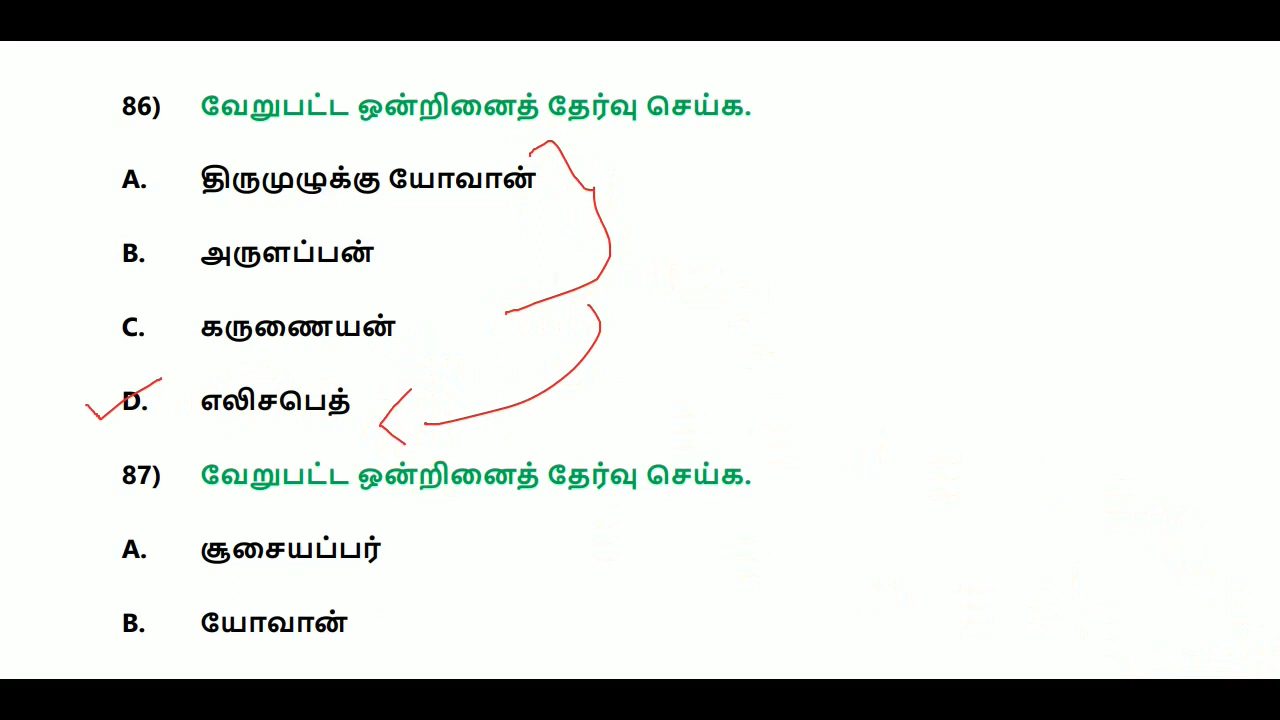 86) வேறுபட்ட ஒன்றினைத் தேர்வு செய்க.
A. திருமுழுக்கு யோவான்
B. அருளப்பன்
C. கருணையன்
D. எலிசபெத்
87) வேறுபட்ட ஒன்றினைத் தேர்வு செய்க.
A. சூசையப்பர்
B. யோவான்